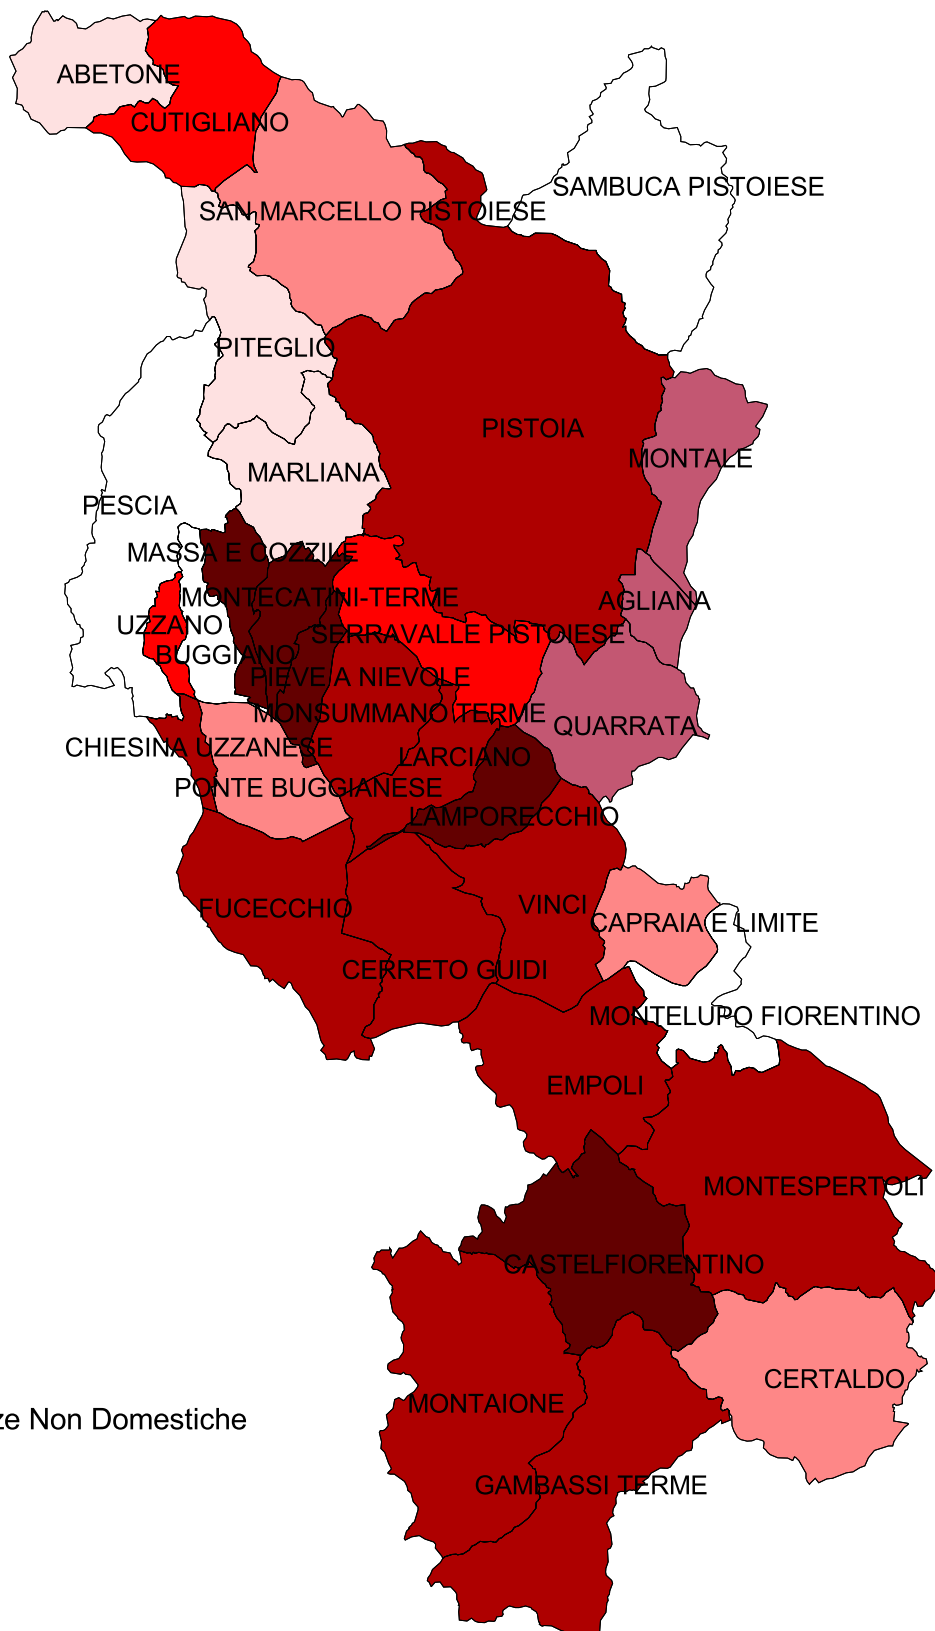 ABETONE
CUTIGLIANO
SAMBUCA PISTOIESE
SAN MARCELLO PISTOIESE
PITEGLIO
PISTOIA
MONTALE
MARLIANA
PESCIA
MASSA E COZZILE
MONTECATINI-TERME
AGLIANA
UZZANO
SERRAVALLE PISTOIESE
BUGGIANO
PIEVE A NIEVOLE
MONSUMMANO TERME
QUARRATA
CHIESINA UZZANESE
LARCIANO
PONTE BUGGIANESE
LAMPORECCHIO
VINCI
FUCECCHIO
CAPRAIA E LIMITE
CERRETO GUIDI
MONTELUPO FIORENTINO
EMPOLI
MONTESPERTOLI
CASTELFIORENTINO
CERTALDO
MONTAIONE
ze Non Domestiche
GAMBASSI TERME